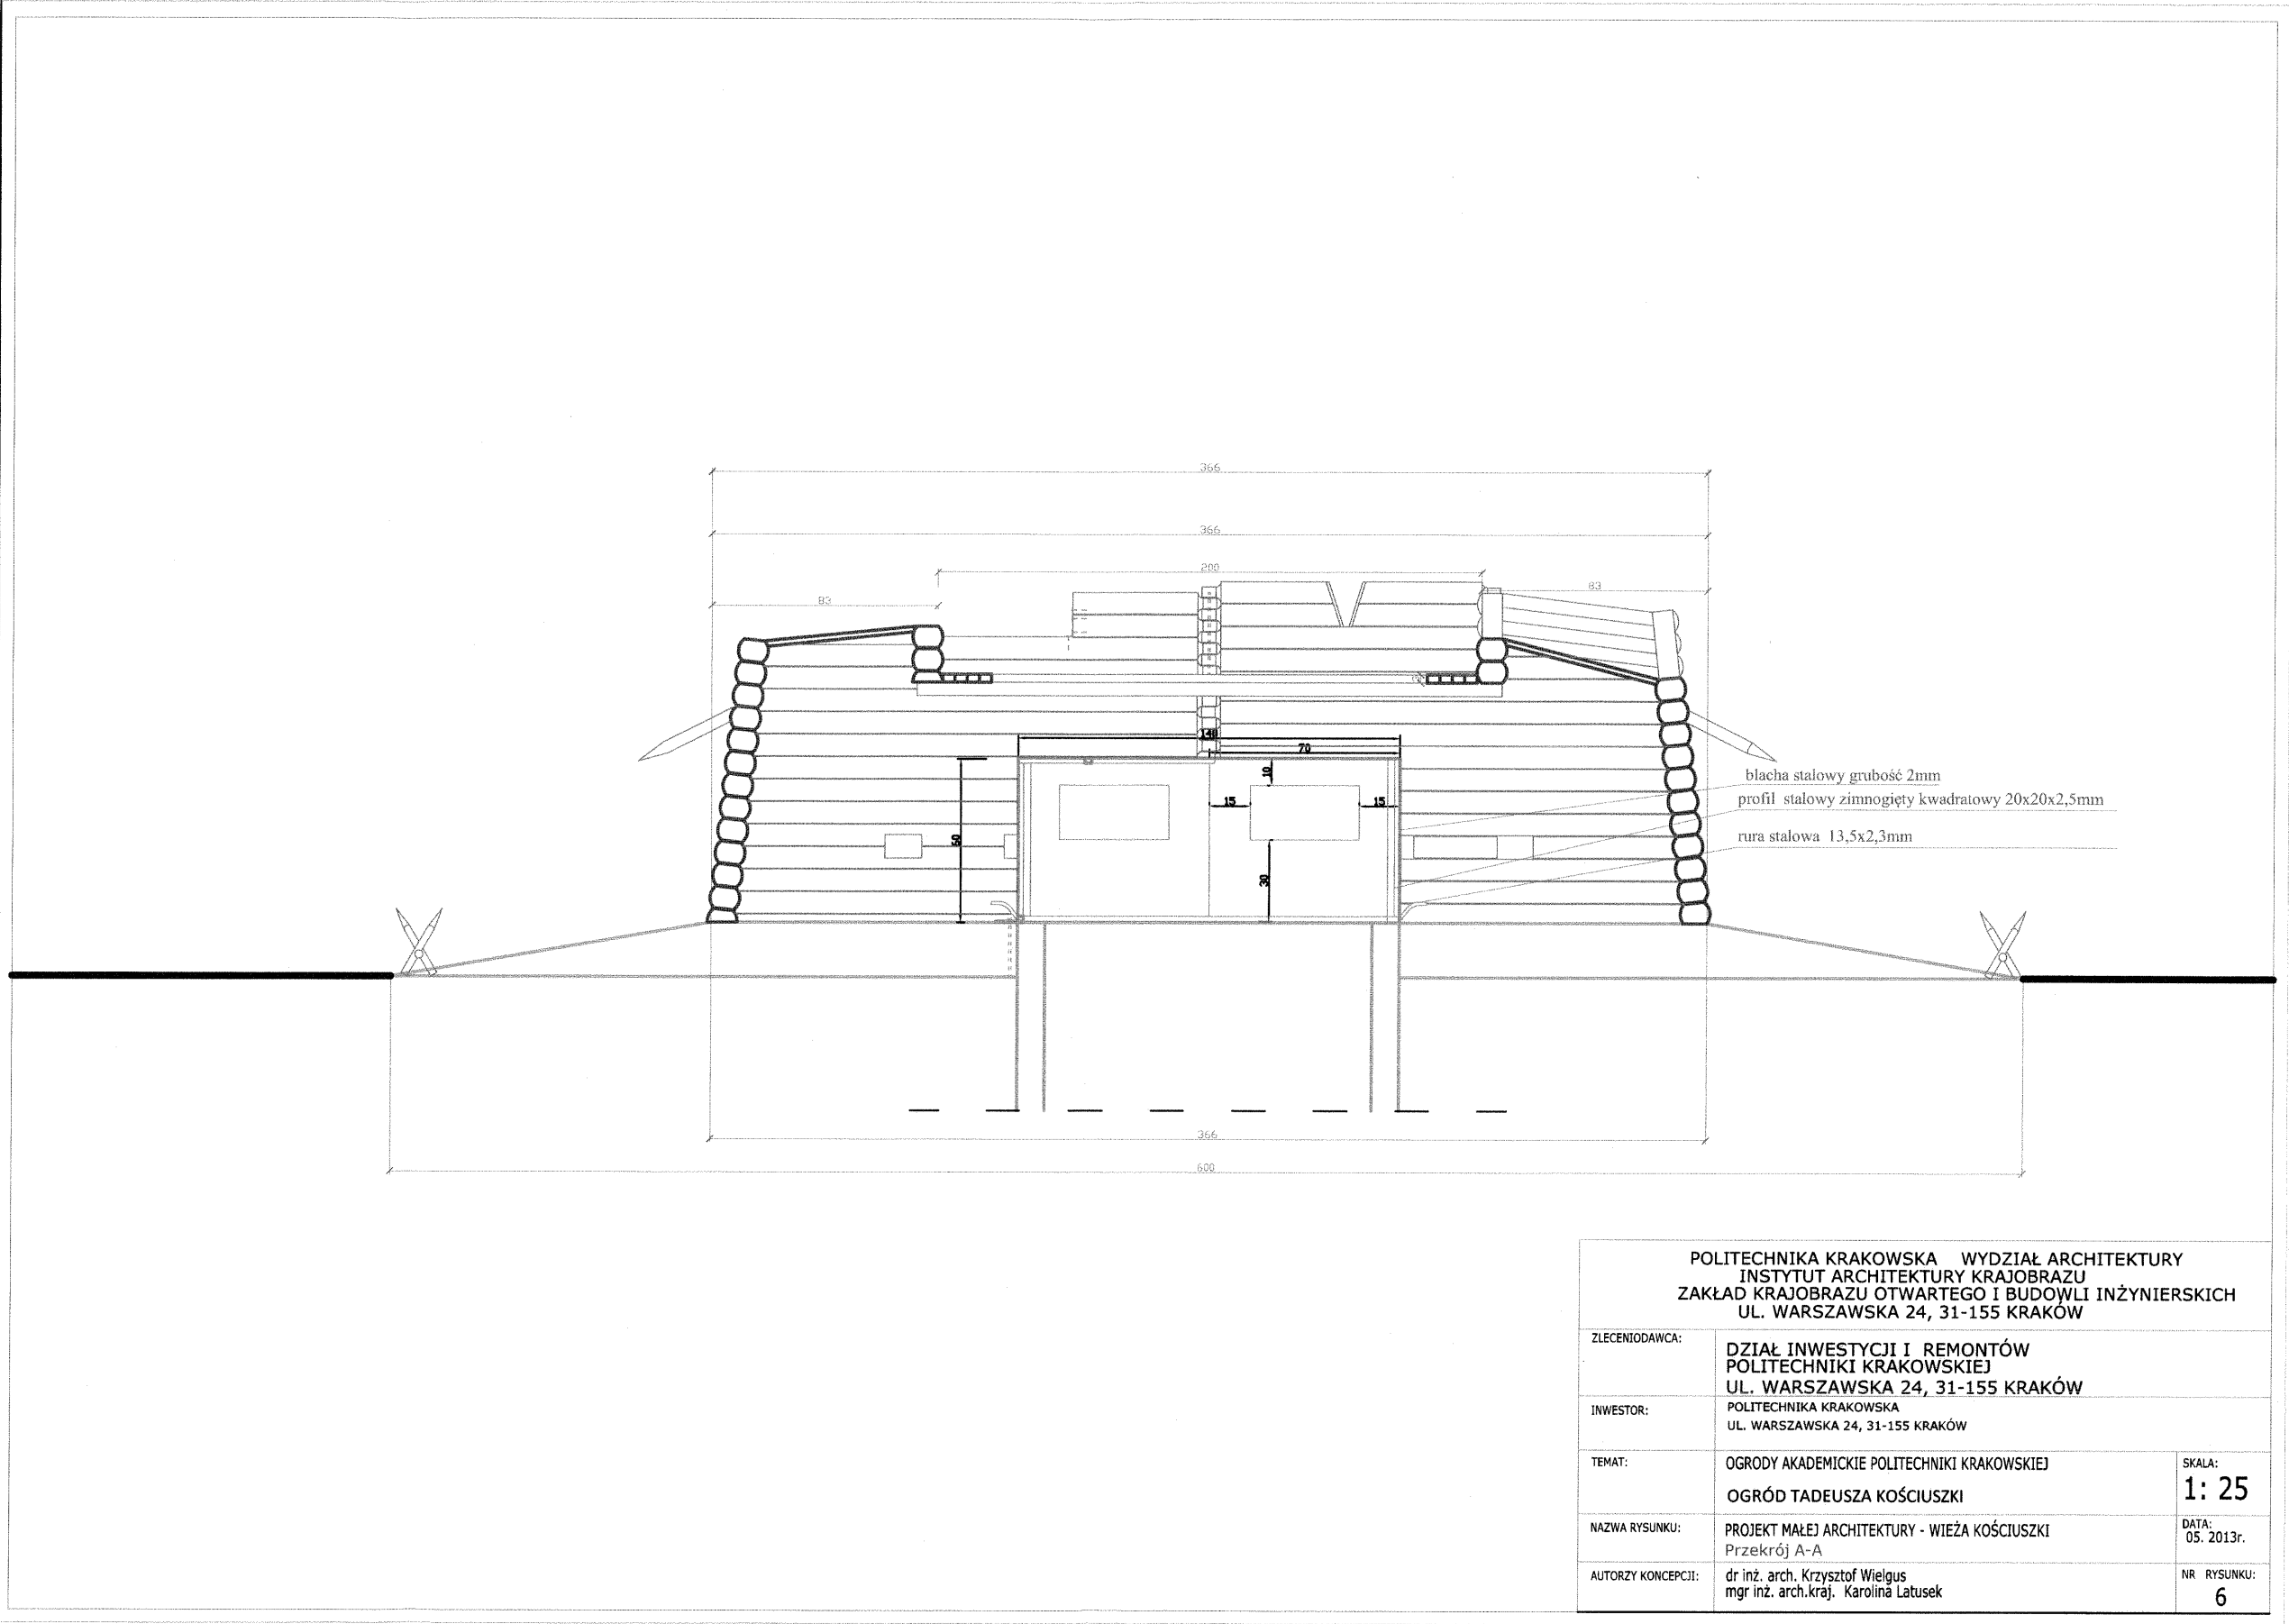 366
366
200
83
83
140
70
10
15
15
60
30
blacha stalowy grubość 2mm
profil stalowy zimnogięty kwadratowy 20x20x2,5mm
rura stalowa 13,5x2,3mm
366
600
POLITECHNIKA KRAKOWSKA WYDZIAŁ ARCHITEKTURY
INSTYTUT ARCHITEKTURY KRAJOBRAZU
ZAKŁAD KRAJOBRAZU OTWARTEGO I BUDOWLI INŻYNIERSKICH
UL. WARSZAWSKA 24, 31-155 KRAKÓW
ZLECENIODAWCA:
DZIAŁ INWESTYCJI I REMONTÓW
POLITECHNIKI KRAKOWSKIEJ
UL. WARSZAWSKA 24, 31-155 KRAKÓW
INWESTOR:
POLITECHNIKA KRAKOWSKA
UL. WARSZAWSKA 24, 31-155 KRAKÓW
TEMAT:
OGRODY AKADEMICKIE POLITECHNIKI KRAKOWSKIEJ
OGRÓD TADEUSZA KOŚCIUSZKI
SKALA:
1: 25
NAZWA RYSUNKU:
PROJEKT MAŁEJ ARCHITEKTURY - WIEŻA KOŚCIUSZKI
Przekrój A-A
DATA:
05. 2013r.
AUTORZY KONCEPCJI:
dr inż. arch. Krzysztof Wielgus
mgr inż. arch.kraj. Karolina Latusek
NR RYSUNKU:
6